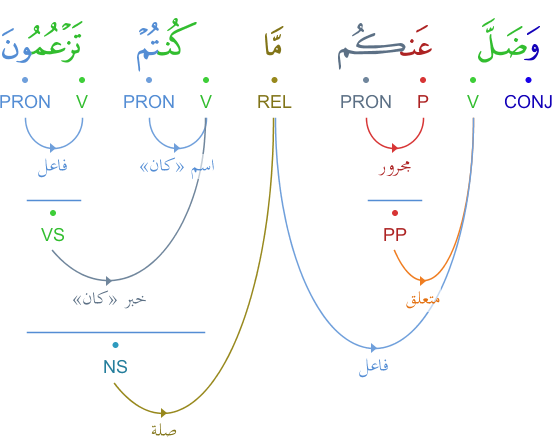 وَضَلَّ عَنكُم مَّا كُنتُمْ تَزْعُمُونَ
PRON V PRON V REL PRON P V CONJ
فاعل اسم «كان» مجرور
VS PP
خبر «كان» متعلق
NS فاعل
صلة